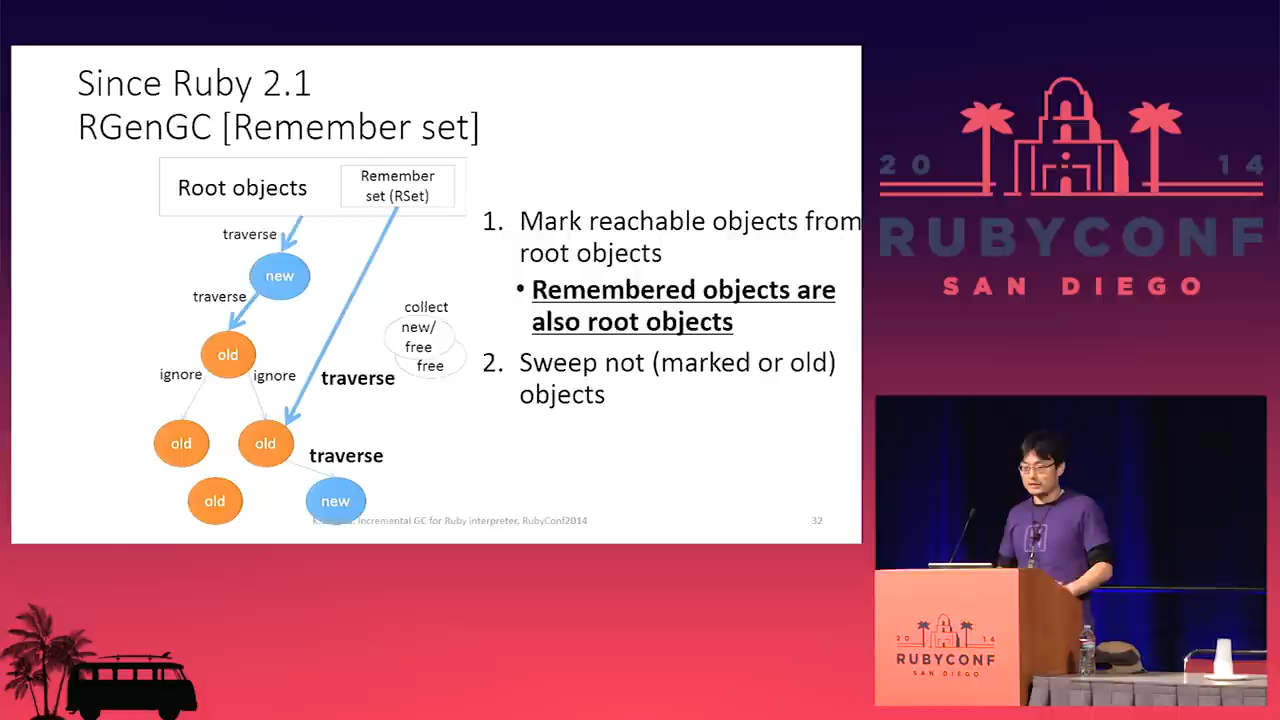 Since Ruby 2.1
RGenGC [Remember set]
Root objects
Remember
set (RSet)
traverse
new
traverse
old
ignore
ignore
old
old
old
new
traverse
traverse
collect
new/
free
free
1. Mark reachable objects from
root objects
• Remembered objects are
also root objects
2. Sweep not (marked or old)
objects
Incremental GC for Ruby interpreter, RubyConf2014
32
2014
RUBYCONF
SAN DIEGO
2014
RUBYCONF
SAN DIEGO